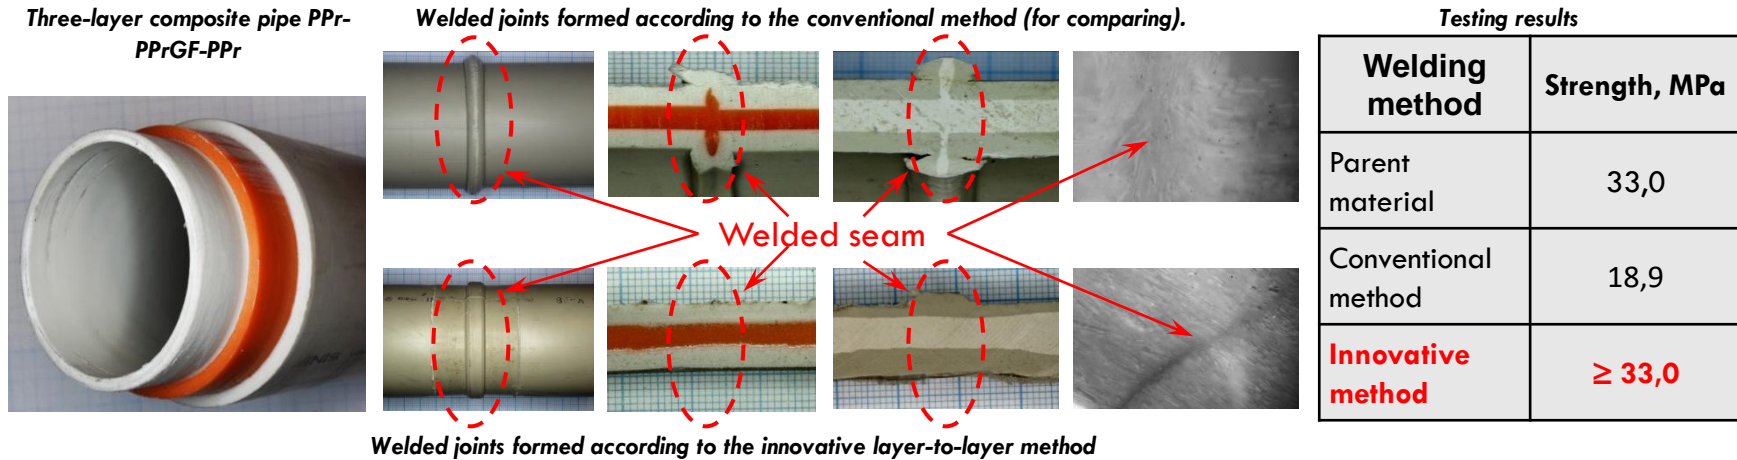 Three-layer composite pipe PPr-
PPrGF-PPr
Welded joints formed according to the conventional method (for comparing).
Welded seam
Welded joints formed according to the innovative layer-to-layer method
Testing results
Welding
method
Strength, MPa
Parent
material
33,0
Conventional
method
18,9
Innovative
method
≥ 33,0